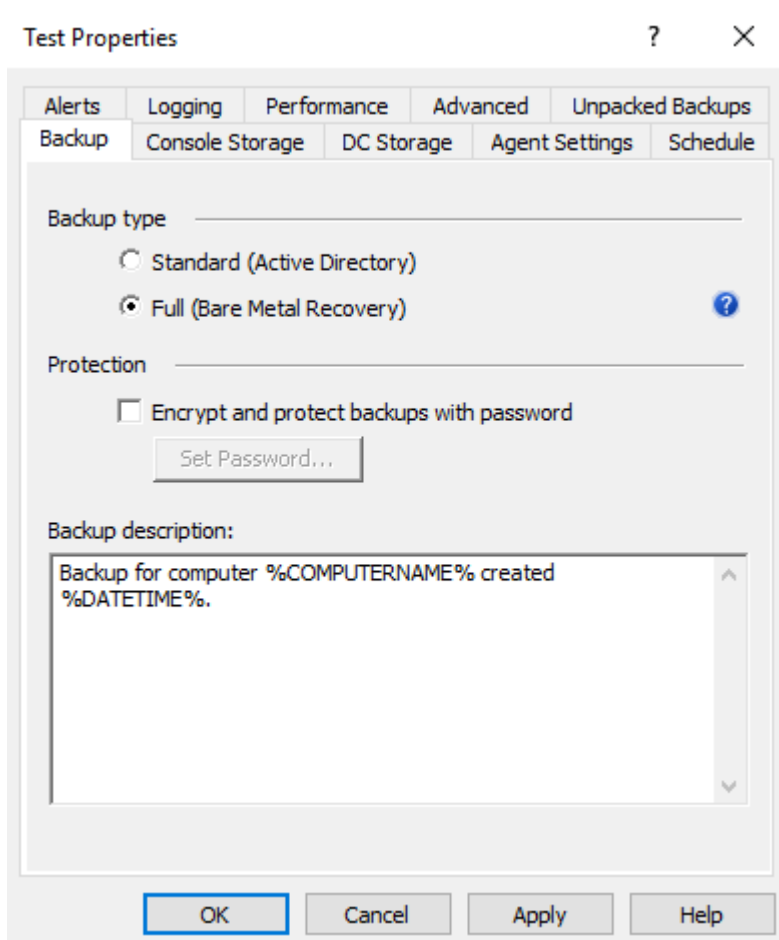 Test Properties ? ×
Alerts Logging Performance Advanced Unpacked Backups
Backup Console Storage DC Storage Agent Settings Schedule
Backup type
Standard (Active Directory)
Full (Bare Metal Recovery) ?
Protection
Encrypt and protect backups with password
Set Password...
Backup description:
Backup for computer %COMPUTERNAME% created
%DATETIME%.
OK Cancel Apply Help